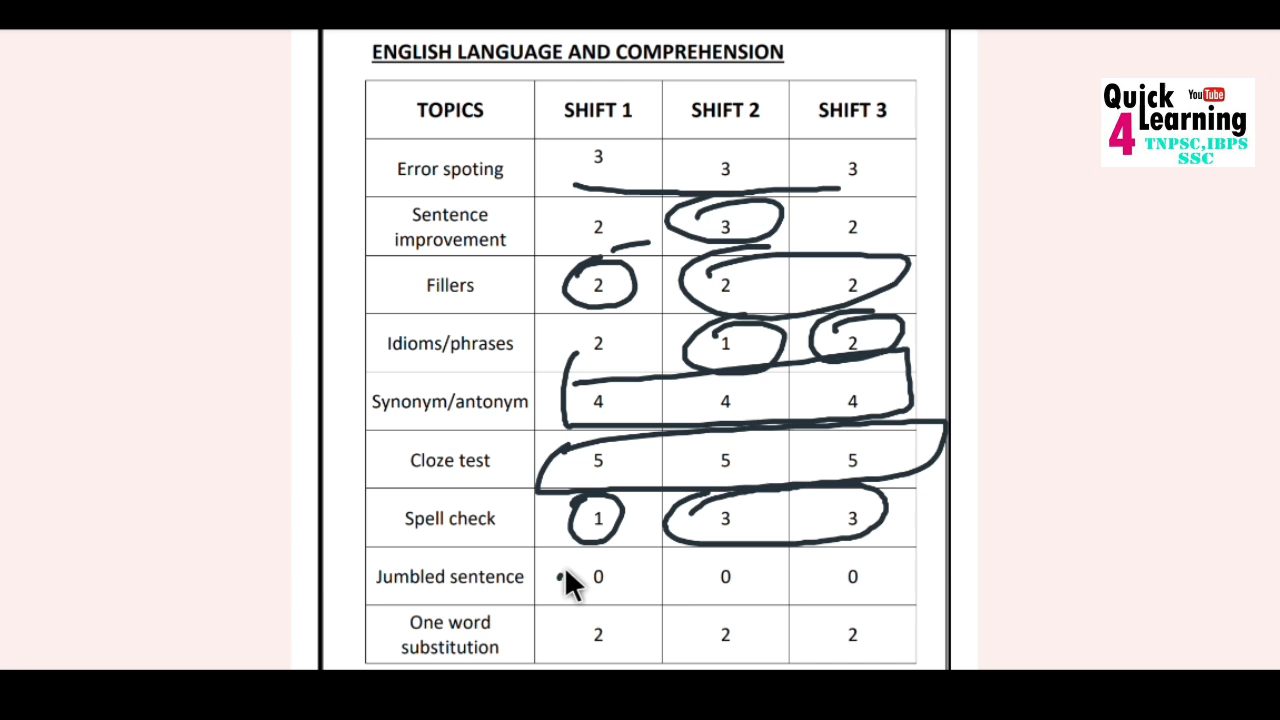 ENGLISH LANGUAGE AND COMPREHENSION
TOPICS SHIFT 1 SHIFT 2 SHIFT 3
Error spoting 3 3 3
Sentence
improvement 2 3 2
Fillers 2 2 2
Idioms/phrases 2 1 2
Synonym/antonym 4 4 4
Cloze test 5 5 5
Spell check 1 3 3
Jumbled sentence 0 0 0
One word
substitution 2 2 2
Quick YouTube
4 Learning
TNPSC,IBPS
SSC